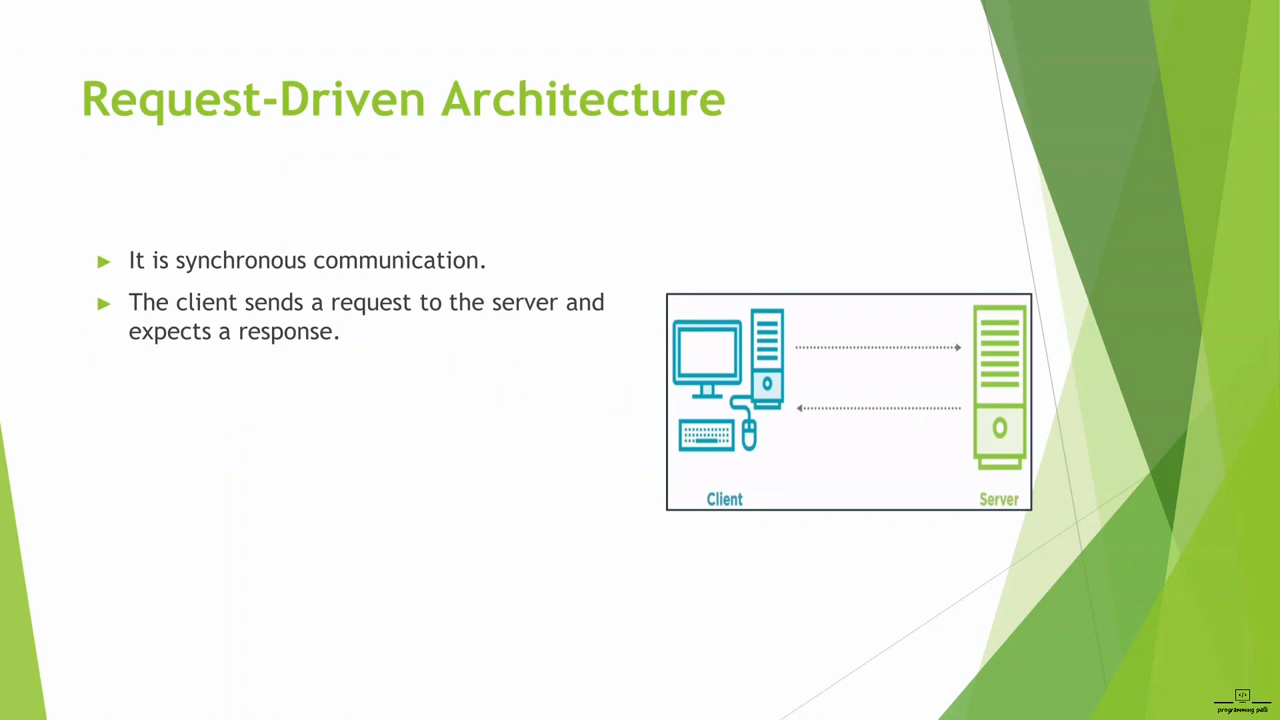 Request-Driven Architecture
It is synchronous communication.
The client sends a request to the server and
expects a response.
Client
Server